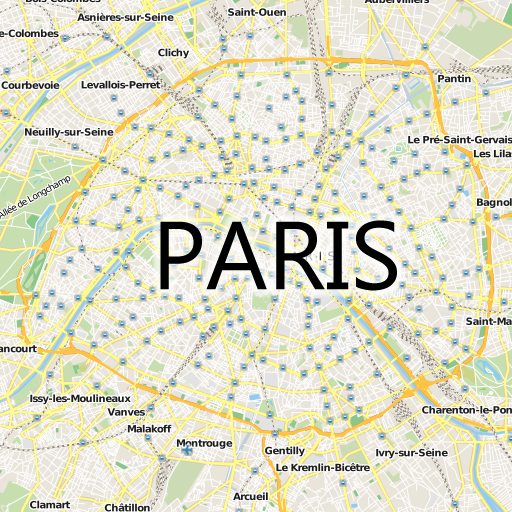 Bois-Colombes
Asnières-sur-Seine
Saint-Ouen
Aubervilliers
e-Colombes
Clichy
Courbevoie
Levallois-Perret
Pantin
Neuilly-sur-Seine
Le Pré-Saint-Gervais
Les Lilas
Allée de Longchamp
Bagnol
PARIS
Saint-Ma
ancourt
Issy-les-Moulineaux
Vanves
Charenton-le-Pon
Malakoff
Montrouge
Gentilly
Ivry-sur-Seine
Le Kremlin-Bicêtre
Arcueil
Clamart
Châtillon